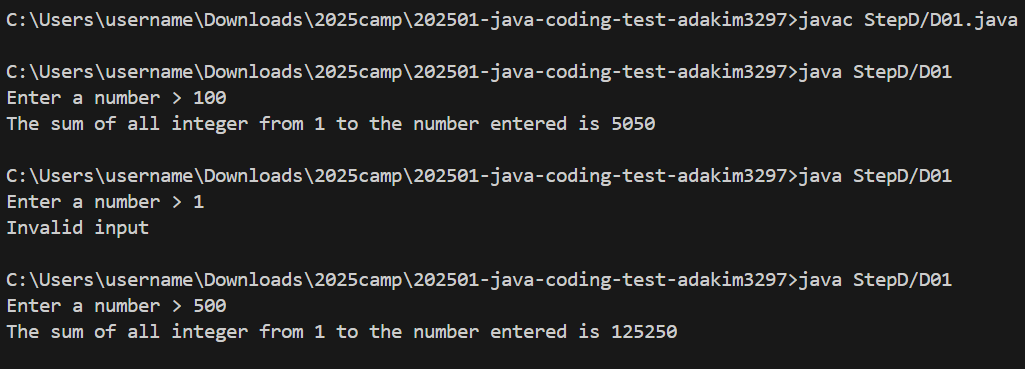 C:\Users\username\Downloads\2025camp\202501-java-coding-test-adakim3297>javac StepD/D01.java
C:\Users\username\Downloads\2025camp\202501-java-coding-test-adakim3297>java StepD/D01
Enter a number > 100
The sum of all integer from 1 to the number entered is 5050
C:\Users\username\Downloads\2025camp\202501-java-coding-test-adakim3297>java StepD/D01
Enter a number > 1
Invalid input
C:\Users\username\Downloads\2025camp\202501-java-coding-test-adakim3297>java StepD/D01
Enter a number > 500
The sum of all integer from 1 to the number entered is 125250